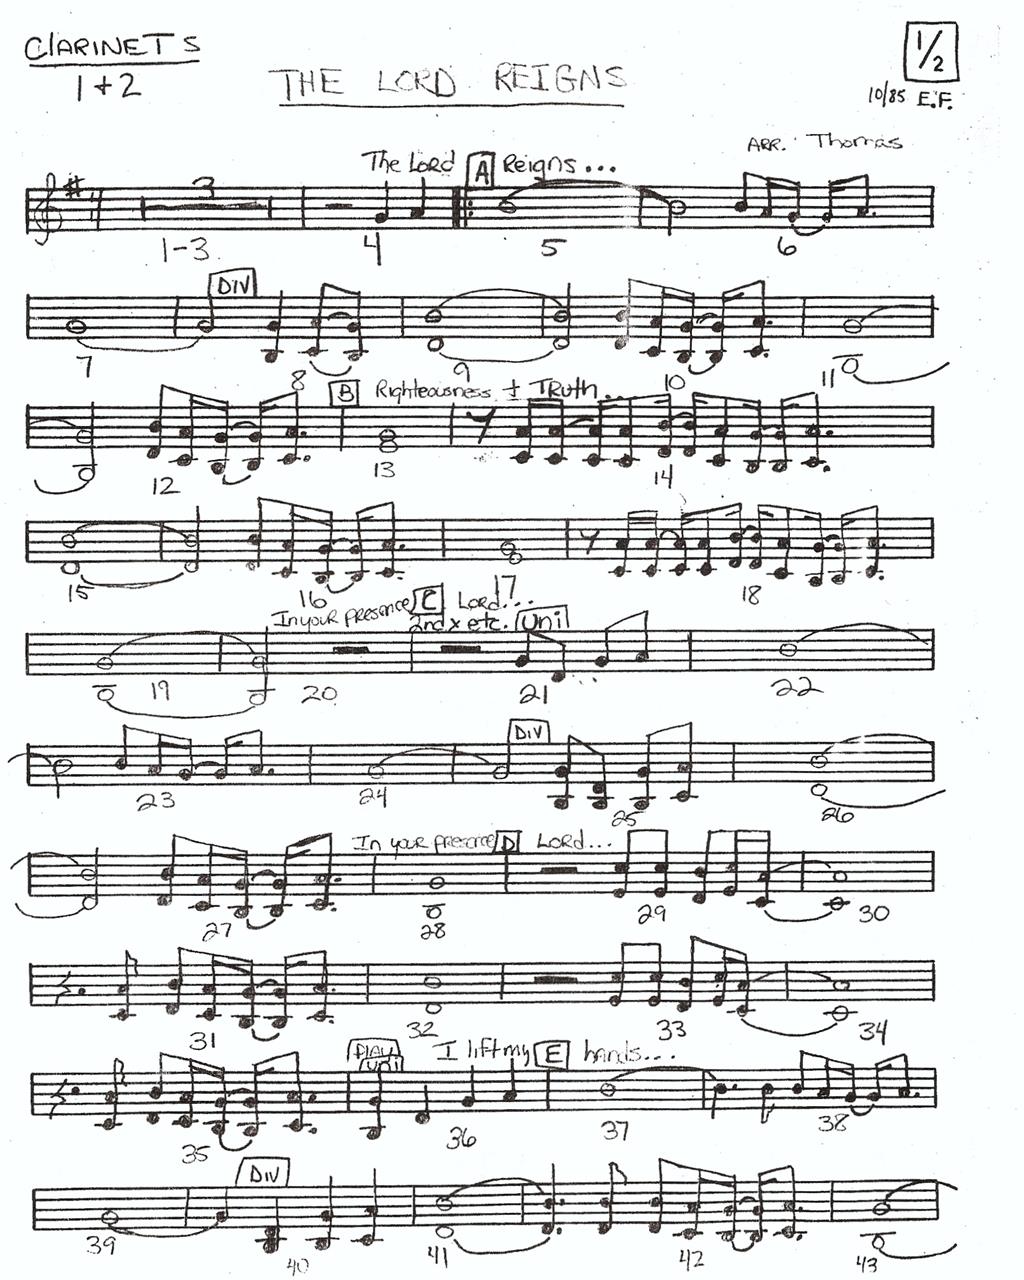 CLARINETS
1+2
THE LORD REIGNS
1/2
10/85 E.F.
ARR. Thomas
The Lord A Reigns...
3
1-3 4 5 6
DIV
7 8 9 10 11
B Righteousness + Truth...
12 13 14
15 16 17 18
In your presence C Lord...
2nd x etc. Uni
19 20 21 22
DIV
23 24 25 26
In your presence D Lord...
27 28 29 30
31 32 33 34
PLAY uni I lift my E hands...
35 36 37 38
DIV
39 40 41 42 43